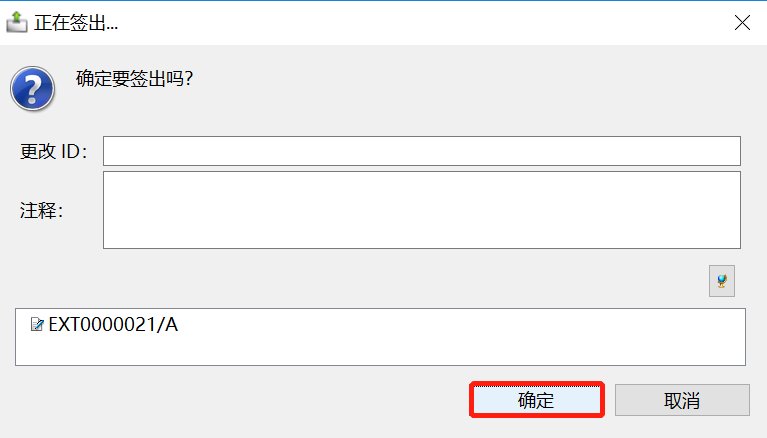 正在签出...
确定要签出吗?
更改 ID：
注释：
EXT0000021/A
确定
取消